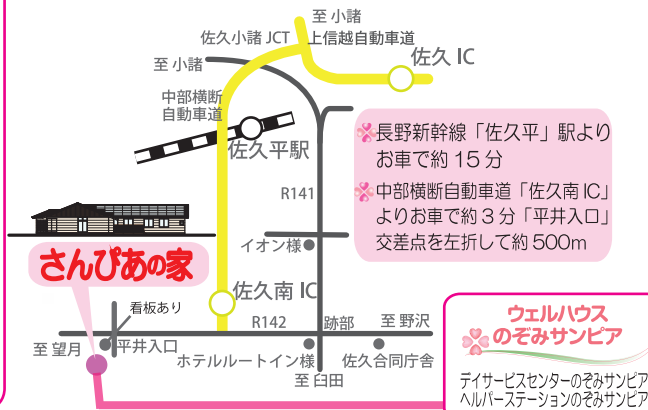 至 小諸
佐久小諸 JCT
上信越自動車道
佐久 IC
至 小諸
中部横断
自動車道
佐久平駅
長野新幹線「佐久平」駅より
お車で約 15 分
中部横断自動車道「佐久南 IC」
よりお車で約 3 分「平井入口」
交差点を左折して約 500m
R141
イオン様
さんぴあの家
佐久南 IC
看板あり
R142
跡部
至 野沢
至 望月
平井入口
ホテルルートイン様
佐久合同庁舎
至 臼田
ウェルハウス
のぞみサンピア
デイサービスセンターのぞみサンピア
ヘルパーステーションのぞみサンピア